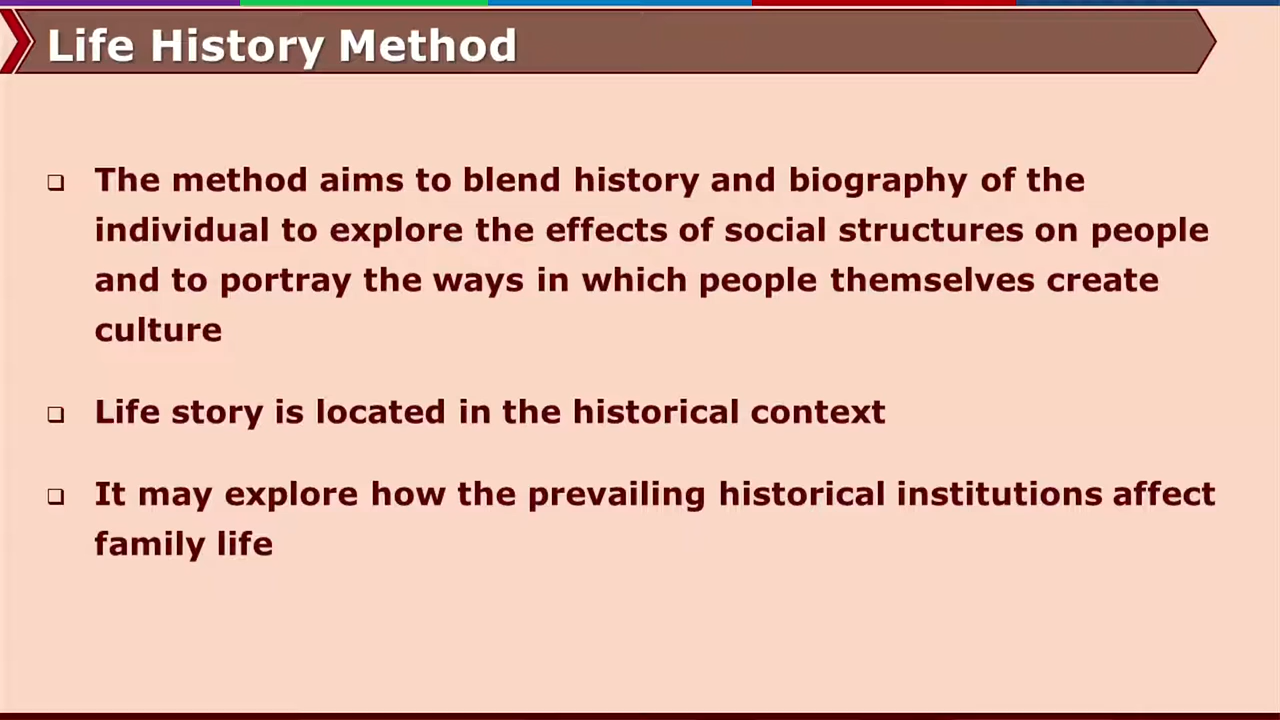 Life History Method
The method aims to blend history and biography of the
individual to explore the effects of social structures on people
and to portray the ways in which people themselves create
culture
Life story is located in the historical context
It may explore how the prevailing historical institutions affect
family life